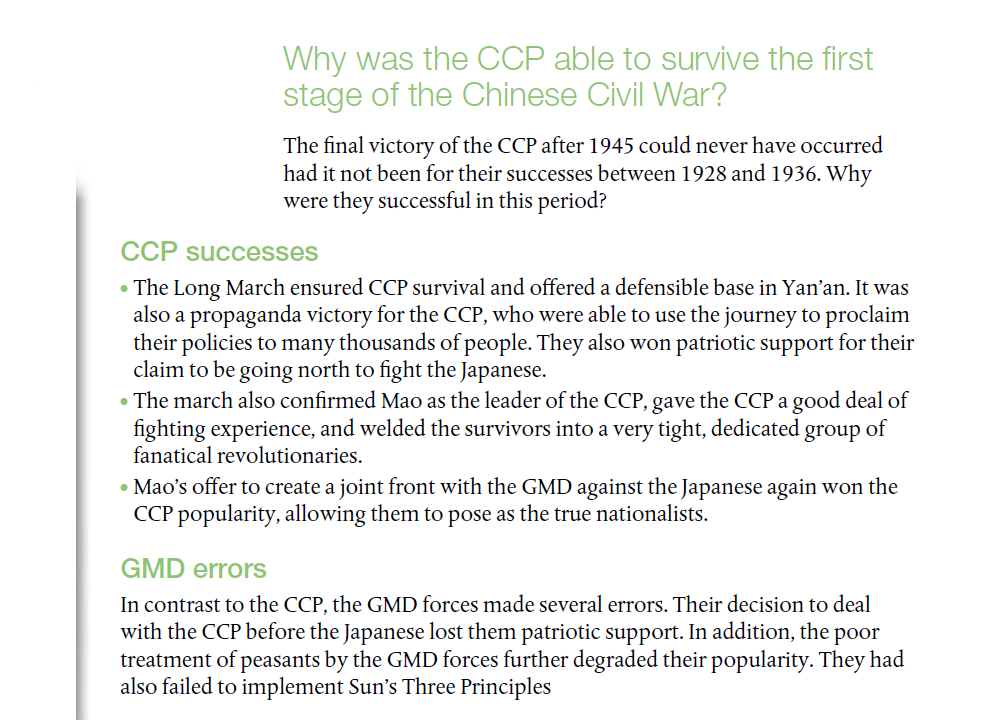 Why was the CCP able to survive the first
stage of the Chinese Civil War?
The final victory of the CCP after 1945 could never have occurred
had it not been for their successes between 1928 and 1936. Why
were they successful in this period?
CCP successes
• The Long March ensured CCP survival and offered a defensible base in Yan’an. It was
also a propaganda victory for the CCP, who were able to use the journey to proclaim
their policies to many thousands of people. They also won patriotic support for their
claim to be going north to fight the Japanese.
• The march also confirmed Mao as the leader of the CCP, gave the CCP a good deal of
fighting experience, and welded the survivors into a very tight, dedicated group of
fanatical revolutionaries.
• Mao’s offer to create a joint front with the GMD against the Japanese again won the
CCP popularity, allowing them to pose as the true nationalists.
GMD errors
In contrast to the CCP, the GMD forces made several errors. Their decision to deal
with the CCP before the Japanese lost them patriotic support. In addition, the poor
treatment of peasants by the GMD forces further degraded their popularity. They had
also failed to implement Sun’s Three Principles